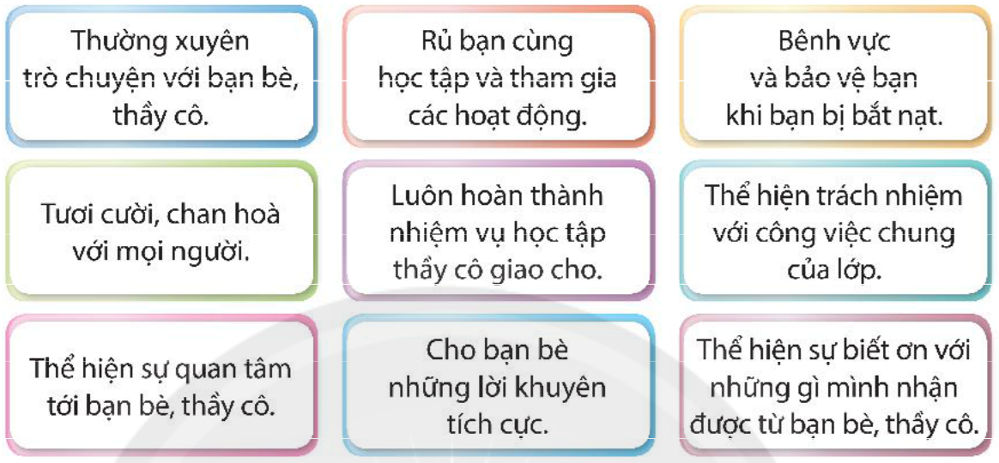 Thường xuyên
trò chuyện với bạn bè,
thầy cô.
Rủ bạn cùng
học tập và tham gia
các hoạt động.
Bênh vực
và bảo vệ bạn
khi bạn bị bắt nạt.
Tươi cười, chan hoà
với mọi người.
Luôn hoàn thành
nhiệm vụ học tập
thầy cô giao cho.
Thể hiện trách nhiệm
với công việc chung
của lớp.
Thể hiện sự quan tâm
tới bạn bè, thầy cô.
Cho bạn bè
những lời khuyên
tích cực.
Thể hiện sự biết ơn với
những gì mình nhận
được từ bạn bè, thầy cô.